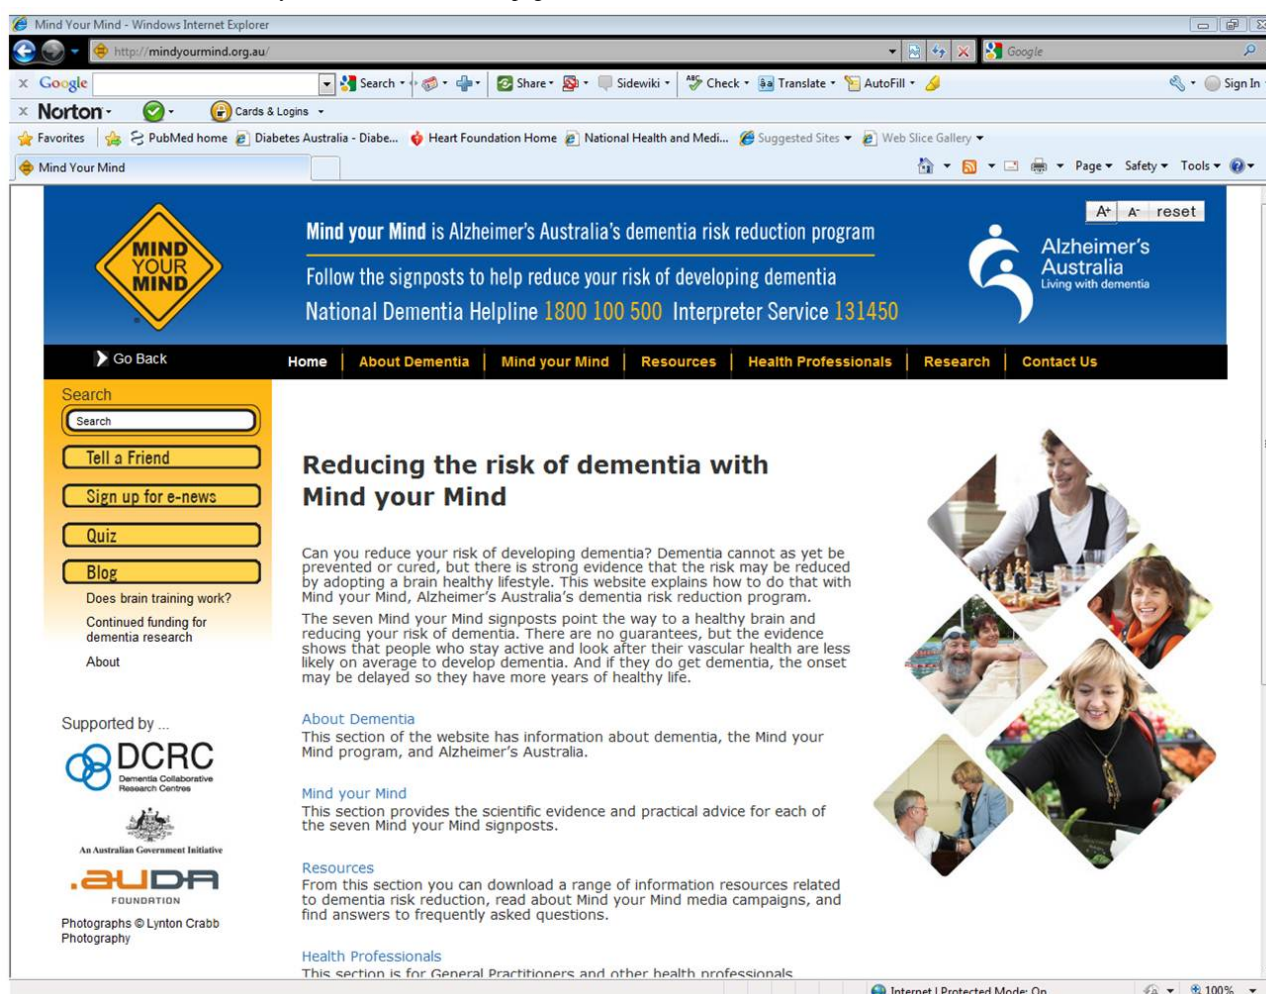 Mind Your Mind - Windows Internet Explorer
http://mindyourmind.org.au/
Google
x Google Search Share Sidewiki Check Translate AutoFill Sign In
x Norton Cards & Logins
Favorites PubMed home Diabetes Australia - Diabe... Heart Foundation Home National Health and Medi... Suggested Sites Web Slice Gallery
Mind Your Mind
Page Safety Tools
A+ A- reset
MIND
YOUR
MIND
Mind your Mind is Alzheimer's Australia's dementia risk reduction program
Follow the signposts to help reduce your risk of developing dementia
National Dementia Helpline 1800 100 500 Interpreter Service 131450
Alzheimer's
Australia
Living with dementia
Go Back
Home | About Dementia | Mind your Mind | Resources | Health Professionals | Research | Contact Us
Search
Search
Tell a Friend
Sign up for e-news
Quiz
Blog
Does brain training work?
Continued funding for
dementia research
About
Supported by ...
DCRC
Dementia Collaborative
Research Centres
An Australian Government Initiative
.auDA
FOUNDATION
Photographs © Lynton Crabb
Photography
Reducing the risk of dementia with
Mind your Mind
Can you reduce your risk of developing dementia? Dementia cannot as yet be
prevented or cured, but there is strong evidence that the risk may be reduced
by adopting a brain healthy lifestyle. This website explains how to do that with
Mind your Mind, Alzheimer's Australia's dementia risk reduction program.
The seven Mind your Mind signposts point the way to a healthy brain and
reducing your risk of dementia. There are no guarantees, but the evidence
shows that people who stay active and look after their vascular health are less
likely on average to develop dementia. And if they do get dementia, the onset
may be delayed so they have more years of healthy life.
About Dementia
This section of the website has information about dementia, the Mind your
Mind program, and Alzheimer's Australia.
Mind your Mind
This section provides the scientific evidence and practical advice for each of
the seven Mind your Mind signposts.
Resources
From this section you can download a range of information resources related
to dementia risk reduction, read about Mind your Mind media campaigns, and
find answers to frequently asked questions.
Health Professionals
This section is for General Practitioners and other health professionals
Internet | Protected Mode: On
100%